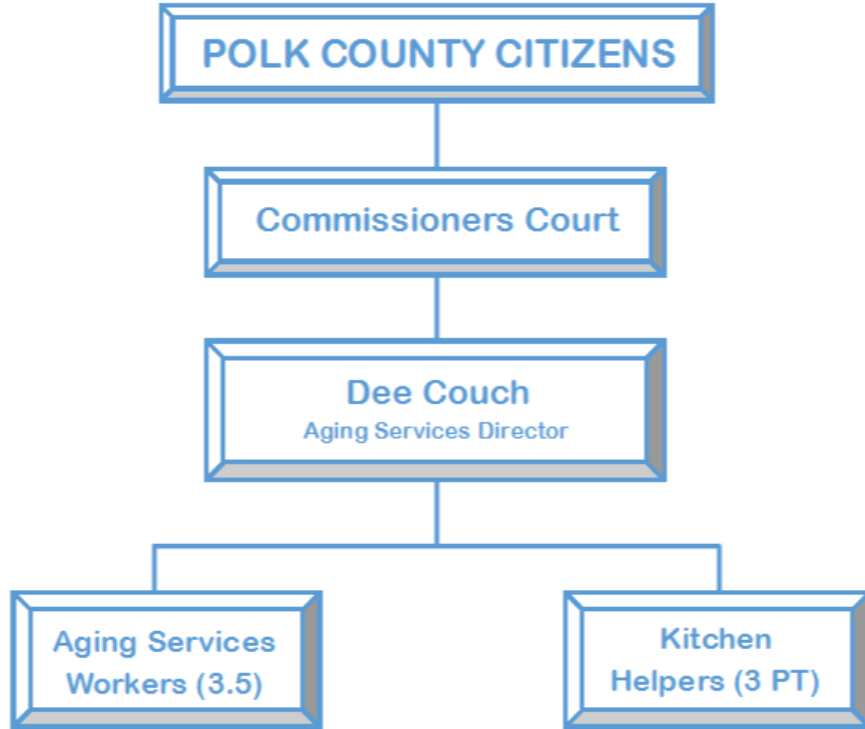 POLK COUNTY CITIZENS
Commissioners Court
Dee Couch
Aging Services Director
Aging Services
Workers (3.5)
Kitchen
Helpers (3 PT)